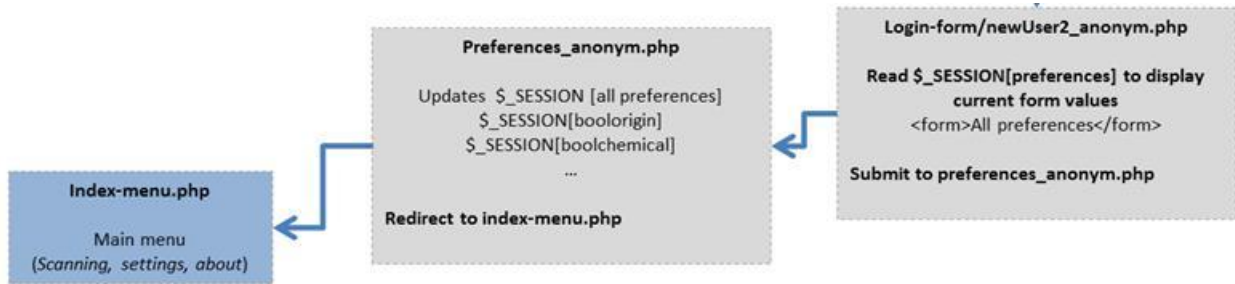 Preferences_anonym.php
Updates $_SESSION [all preferences]
$_SESSION[boolorigin]
$_SESSION[boolchemical]
...
Redirect to index-menu.php
Login-form/newUser2_anonym.php
Read $_SESSION[preferences] to display
current form values
<form>All preferences</form>
Submit to preferences_anonym.php
Index-menu.php
Main menu
(Scanning, settings, about)